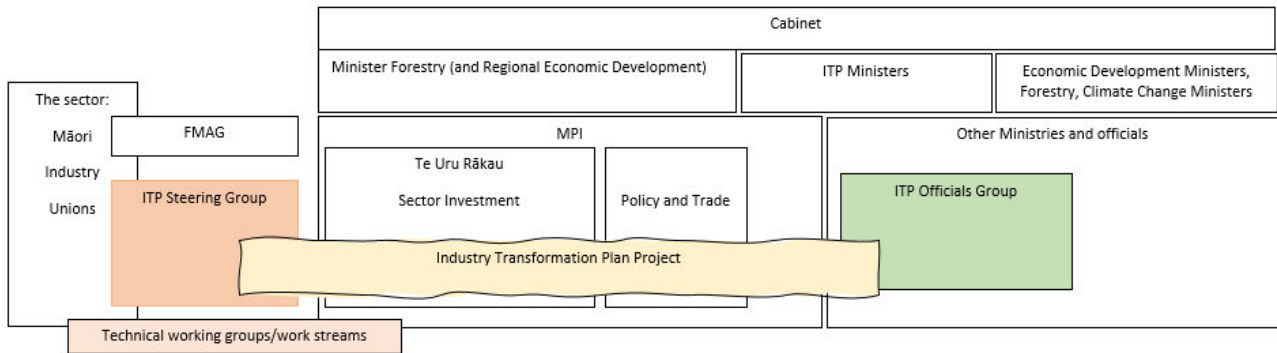 Cabinet
Minister Forestry (and Regional Economic Development)
ITP Ministers
Economic Development Ministers,
Forestry, Climate Change Ministers
The sector:
Māori
Industry
Unions
FMAG
ITP Steering Group
MPI
Te Uru Rākau
Sector Investment
Policy and Trade
Other Ministries and officials
ITP Officials Group
Industry Transformation Plan Project
Technical working groups/work streams